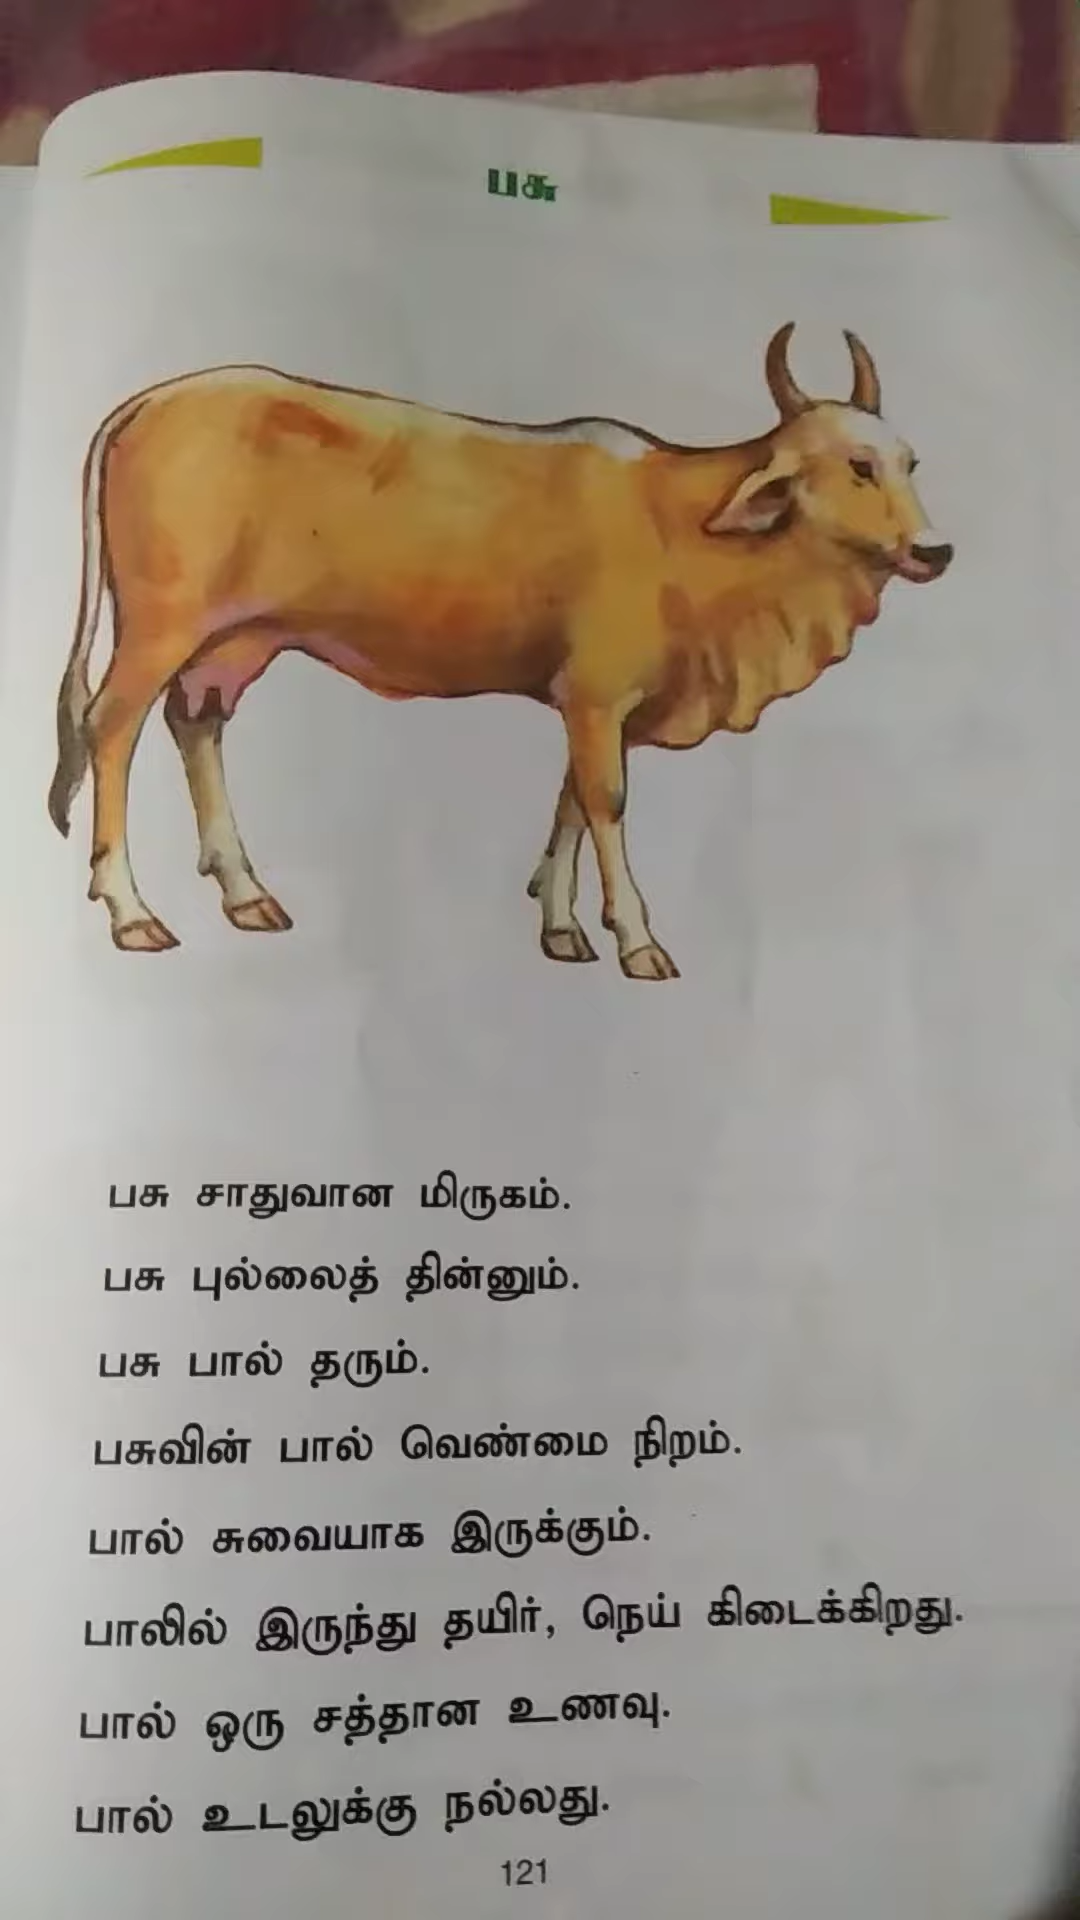 பசு
பசு சாதுவான மிருகம்.
பசு புல்லைத் தின்னும்.
பசு பால் தரும்.
பசுவின் பால் வெண்மை நிறம்.
பால் சுவையாக இருக்கும்.
பாலில் இருந்து தயிர், நெய் கிடைக்கிறது.
பால் ஒரு சத்தான உணவு.
பால் உடலுக்கு நல்லது.
121